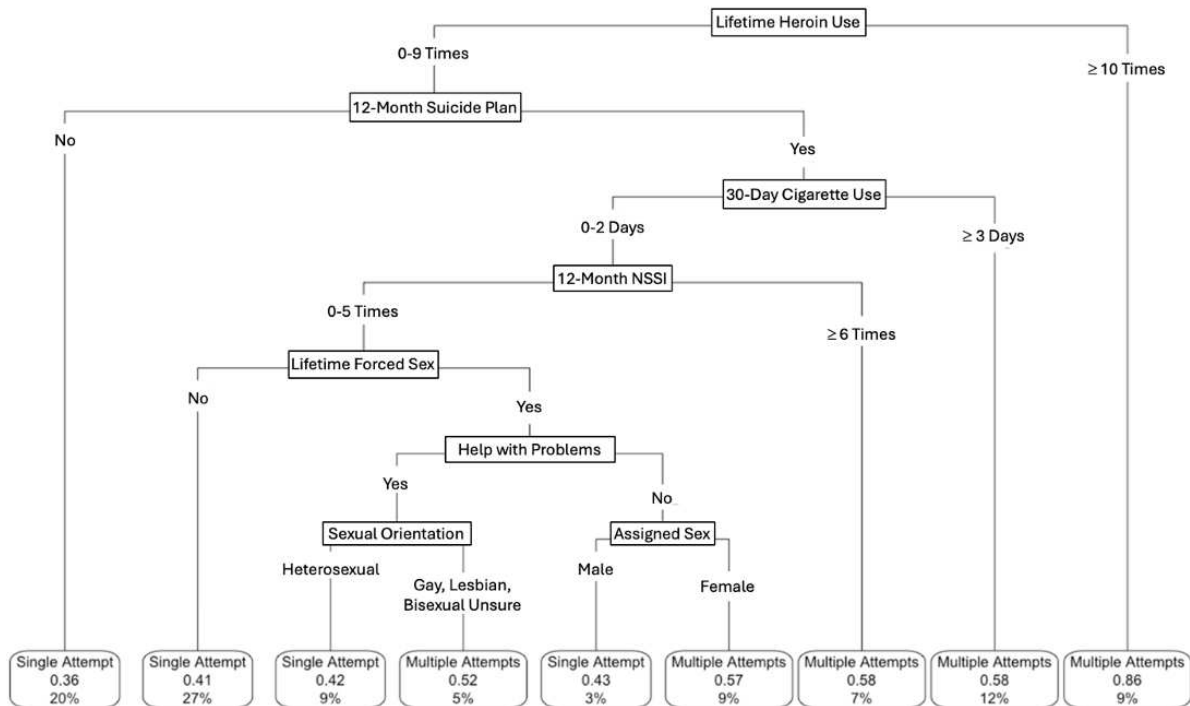 Lifetime Heroin Use
0-9 Times
≥ 10 Times
12-Month Suicide Plan
No
Yes
30-Day Cigarette Use
0-2 Days
≥ 3 Days
12-Month NSSI
0-5 Times
≥ 6 Times
Lifetime Forced Sex
No
Yes
Help with Problems
Yes
No
Sexual Orientation
Assigned Sex
Heterosexual
Gay, Lesbian,
Bisexual Unsure
Male
Female
Single Attempt
0.36
20%
Single Attempt
0.41
27%
Single Attempt
0.42
9%
Multiple Attempts
0.52
5%
Single Attempt
0.43
3%
Multiple Attempts
0.57
9%
Multiple Attempts
0.58
7%
Multiple Attempts
0.58
12%
Multiple Attempts
0.86
9%